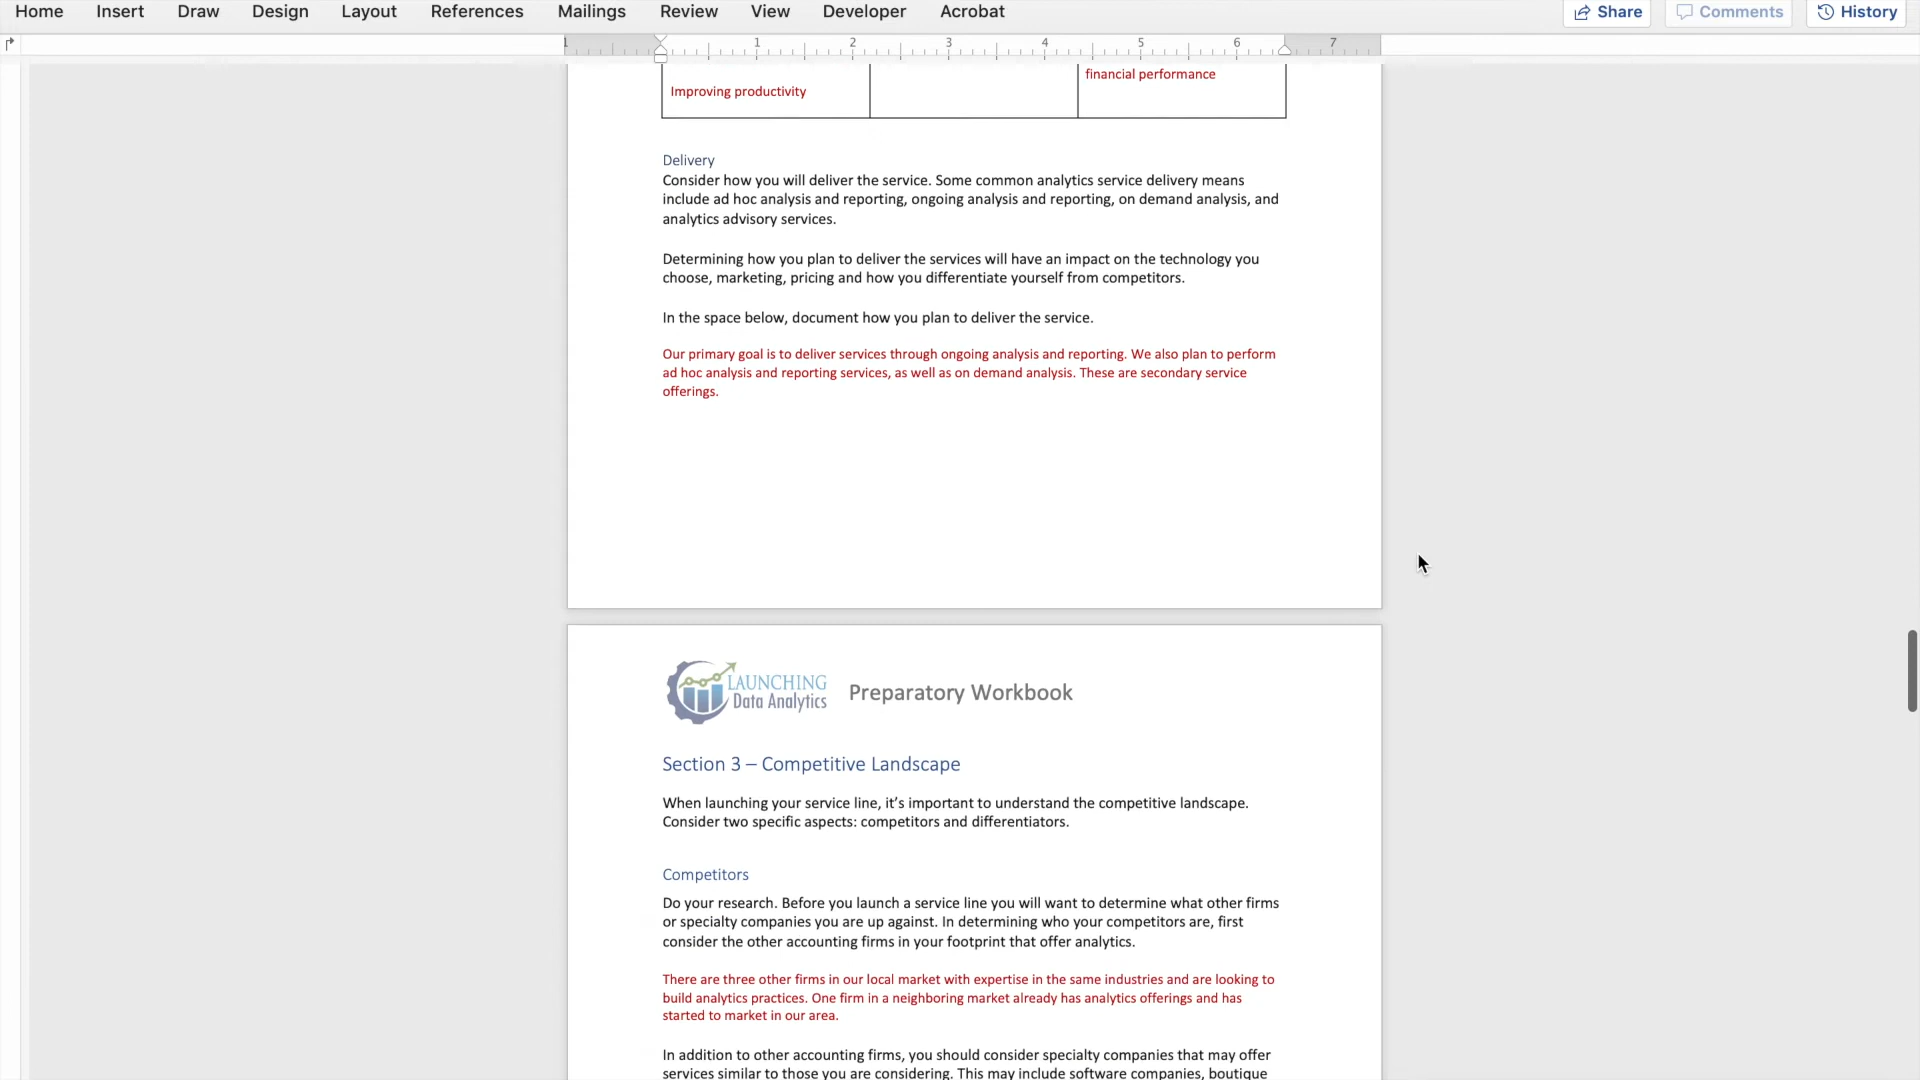 Home Insert Draw Design Layout References Mailings Review View Developer Acrobat Share Comments History
1 1 2 3 4 5 6 7
financial performance
Improving productivity
Delivery
Consider how you will deliver the service. Some common analytics service delivery means
include ad hoc analysis and reporting, ongoing analysis and reporting, on demand analysis, and
analytics advisory services.
Determining how you plan to deliver the services will have an impact on the technology you
choose, marketing, pricing and how you differentiate yourself from competitors.
In the space below, document how you plan to deliver the service.
Our primary goal is to deliver services through ongoing analysis and reporting. We also plan to perform
ad hoc analysis and reporting services, as well as on demand analysis. These are secondary service
offerings.
LAUNCHING
Data Analytics
Preparatory Workbook
Section 3 – Competitive Landscape
When launching your service line, it’s important to understand the competitive landscape.
Consider two specific aspects: competitors and differentiators.
Competitors
Do your research. Before you launch a service line you will want to determine what other firms
or specialty companies you are up against. In determining who your competitors are, first
consider the other accounting firms in your footprint that offer analytics.
There are three other firms in our local market with expertise in the same industries and are looking to
build analytics practices. One firm in a neighboring market already has analytics offerings and has
started to market in our area.
In addition to other accounting firms, you should consider specialty companies that may offer
services similar to those you are considering. This may include software companies, boutique